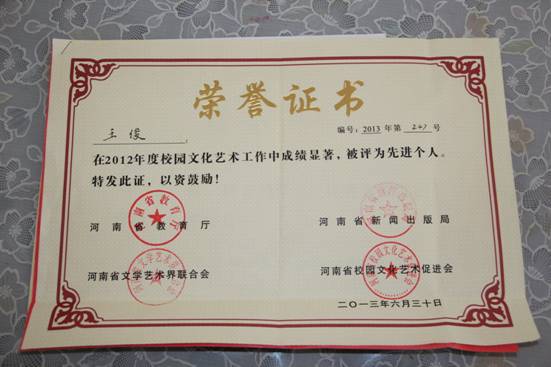 荣誉证书
王俊：
编号：2013 年第 247 号
在2012年度校园文化艺术工作中成绩显著，被评为先进个人。
特发此证，以资鼓励！
河南省教育厅 河南省新闻出版局
河南省文学艺术界联合会 河南省校园文化艺术促进会
二〇一三年六月三十日